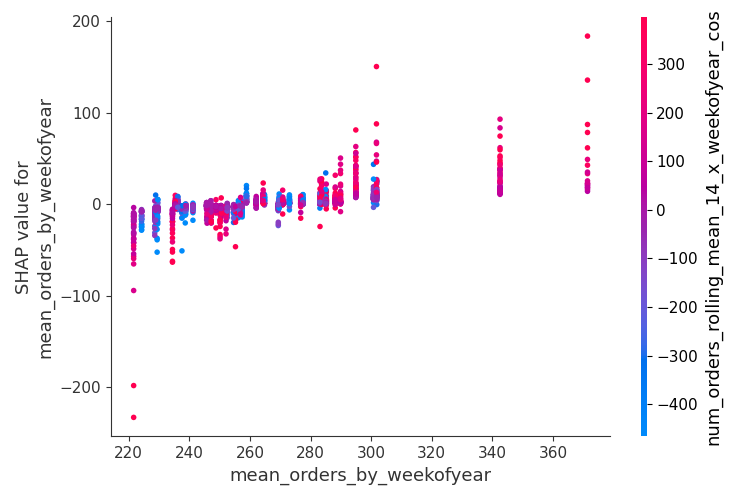 200
100
0
−100
−200
SHAP value for
mean_orders_by_weekofyear
220 240 260 280 300 320 340 360
mean_orders_by_weekofyear
300
200
100
0
−100
−200
−300
−400
num_orders_rolling_mean_14_x_weekofyear_cos